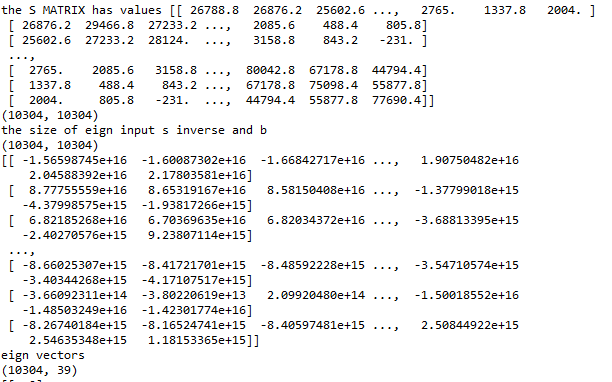 the S MATRIX has values [[ 26788.8 26876.2 25602.6 ..., 2765. 1337.8 2004. ]
[ 26876.2 29466.8 27233.2 ..., 2085.6 488.4 805.8]
[ 25602.6 27233.2 28124. ..., 3158.8 843.2 -231. ]
...,
[ 2765. 2085.6 3158.8 ..., 80042.8 67178.8 44794.4]
[ 1337.8 488.4 843.2 ..., 67178.8 75098.4 55877.8]
[ 2004. 805.8 -231. ..., 44794.4 55877.8 77690.4]]
(10304, 10304)
the size of eign input s inverse and b
(10304, 10304)
[[ -1.56598745e+16 -1.60087302e+16 -1.66842717e+16 ..., 1.90750482e+16
2.04588392e+16 2.17803581e+16]
[ 8.77755559e+16 8.65319167e+16 8.58150408e+16 ..., -1.37799018e+15
-4.37998575e+15 -1.93817266e+15]
[ 6.82185268e+16 6.70369635e+16 6.82034372e+16 ..., -3.68813395e+15
-2.40270576e+15 9.23807114e+15]
...,
[ -8.66025307e+15 -8.41721701e+15 -8.48592228e+15 ..., -3.54710574e+15
-3.40344268e+15 -4.17107517e+15]
[ -3.66092311e+14 -3.80220619e+13 2.09920480e+14 ..., -1.50018552e+16
-1.48503249e+16 -1.42301774e+16]
[ -8.26740184e+15 -8.16524741e+15 -8.40597481e+15 ..., 2.50844922e+15
2.54635348e+15 1.18153365e+15]]
eign vectors
(10304, 39)